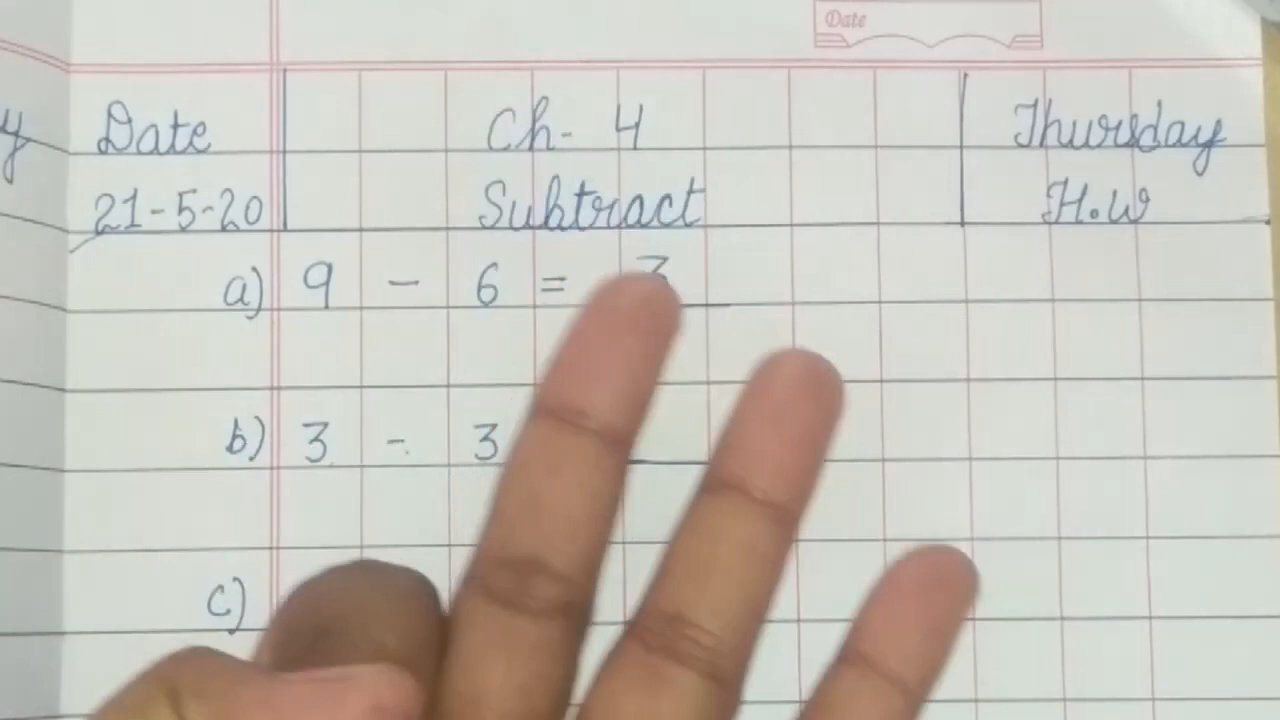 Date
Date Ch- 4 Thursday
21-5-20 Subtract H.W
a) 9 - 6 = 3
b) 3 - 3
c)